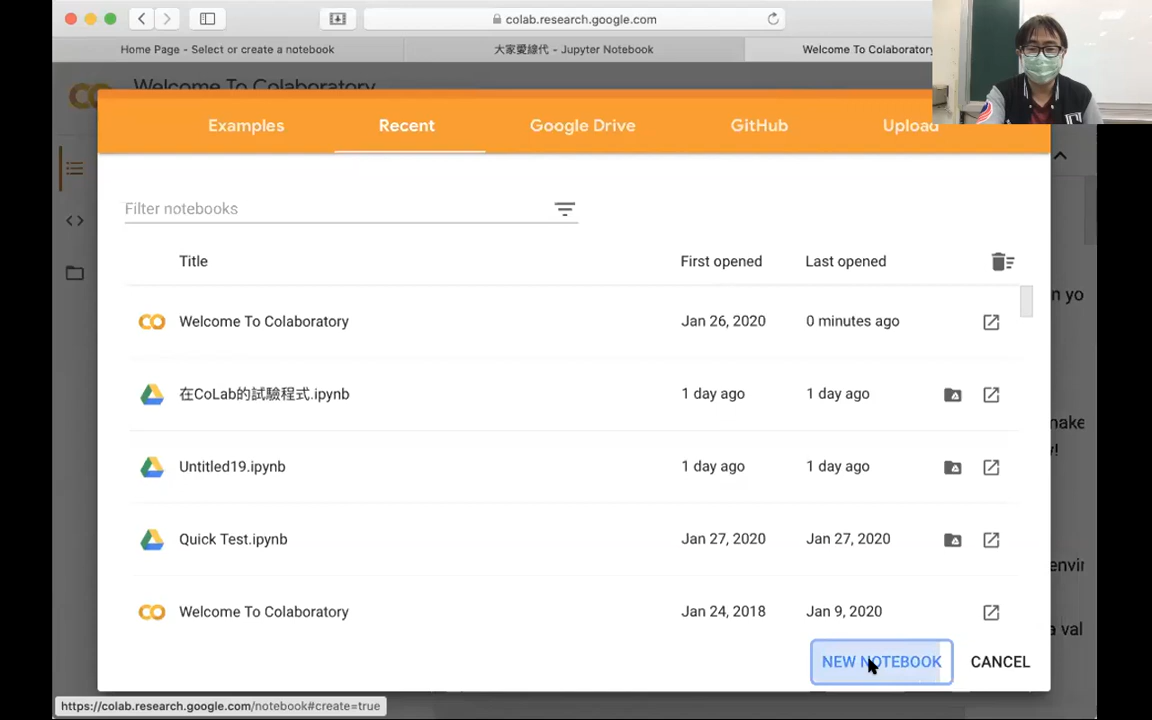 colab.research.google.com
Home Page - Select or create a notebook
大家愛線代 - Jupyter Notebook
Welcome To Colaboratory
Welcome To Colaboratory
Examples
Recent
Google Drive
GitHub
Upload
Filter notebooks
Title
First opened
Last opened
Welcome To Colaboratory
Jan 26, 2020
0 minutes ago
在CoLab的試驗程式.ipynb
1 day ago
1 day ago
Untitled19.ipynb
1 day ago
1 day ago
Quick Test.ipynb
Jan 27, 2020
Jan 27, 2020
Welcome To Colaboratory
Jan 24, 2018
Jan 9, 2020
NEW NOTEBOOK
CANCEL
https://colab.research.google.com/notebook#create=true